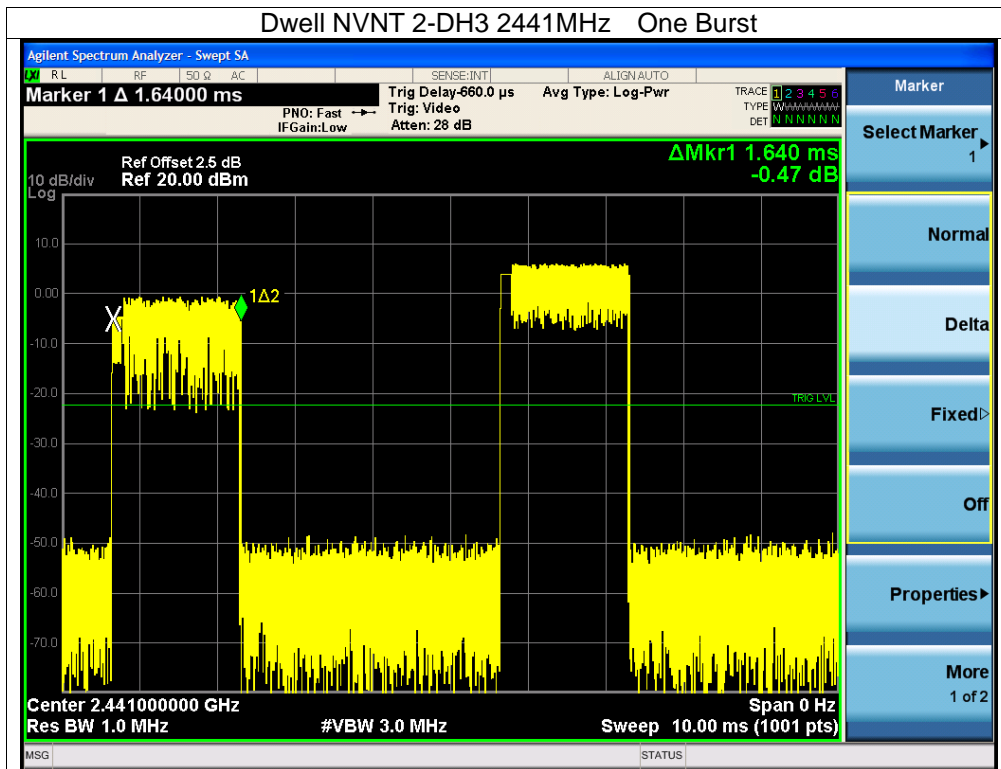 Dwell NVNT 2-DH3 2441MHz One Burst
Agilent Spectrum Analyzer - Swept SA
LXI RL RF 50 Ω AC SENSE:INT ALIGN AUTO
Marker 1 Δ 1.64000 ms
PNO: Fast
IFGain:Low
Trig Delay-660.0 µs
Trig: Video
Atten: 28 dB
Avg Type: Log-Pwr
TRACE 1 2 3 4 5 6
TYPE WWWWWW
DET N N N N N N
ΔMkr1 1.640 ms
-0.47 dB
Ref Offset 2.5 dB
10 dB/div Ref 20.00 dBm
Log
10.0
0.00
-10.0
-20.0
-30.0
-40.0
-50.0
-60.0
-70.0
X
1Δ2
TRIG LVL
Center 2.441000000 GHz Span 0 Hz
Res BW 1.0 MHz #VBW 3.0 MHz Sweep 10.00 ms (1001 pts)
MSG STATUS
Marker
Select Marker
1
Normal
Delta
Fixed
Off
Properties
More
1 of 2